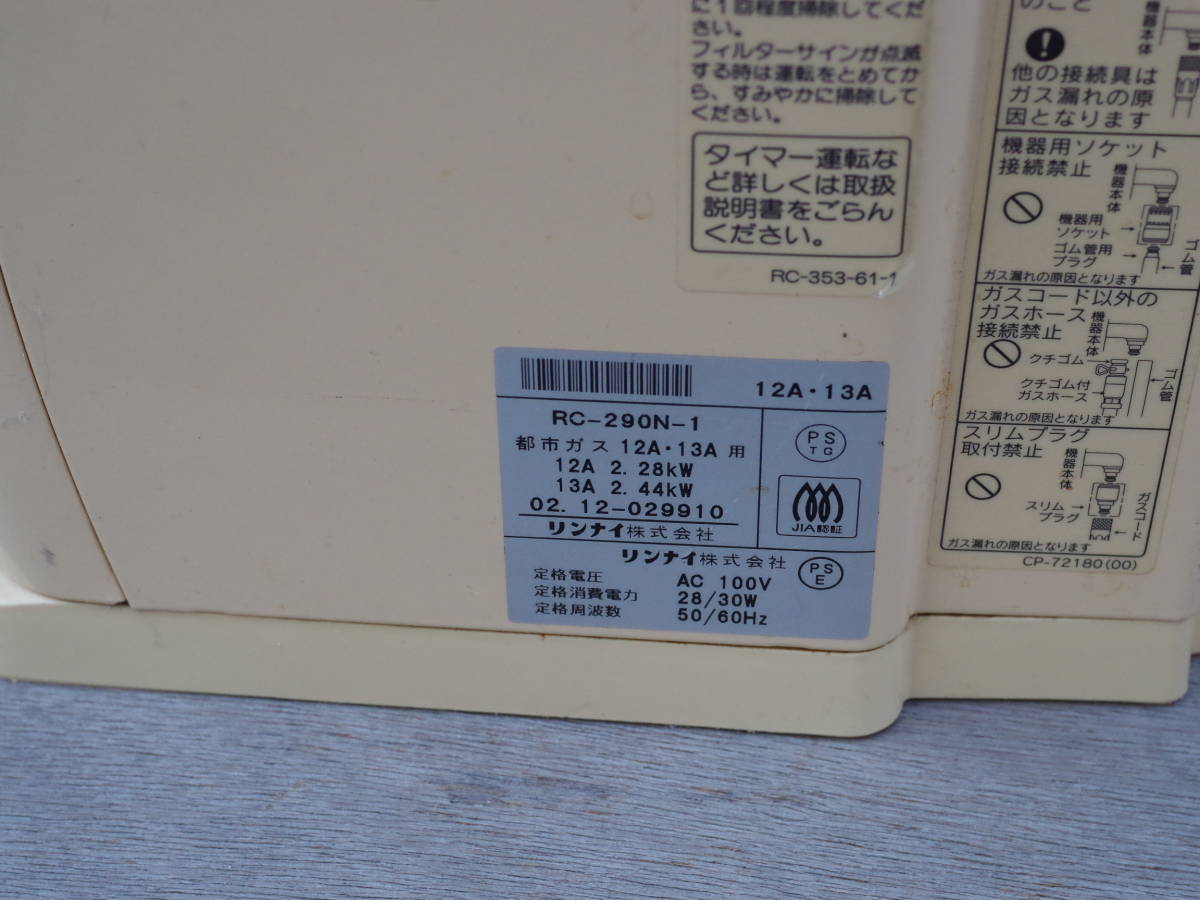 に1回程度掃除してくだ
さい。
フィルターサインが点滅
する時は運転をとめてか
ら、すみやかに掃除して
ください。
タイマー運転な
ど詳しくは取扱
説明書をごらん
ください。
RC-353-61-1
のこと
機器本体
他の接続具は
ガス漏れの原
因となります
機器用ソケット
接続禁止
機器本体
機器用
ソケット
ゴム管用
プラグ
ゴム管
ガス漏れの原因となります
ガスコード以外の
ガスホース
接続禁止
機器本体
クチゴム
クチゴム付
ガスホース
ゴム管
ガス漏れの原因となります
スリムプラグ
取付禁止
機器本体
スリム
プラグ
ガスコード
ガス漏れの原因となります
CP-72180(00)
12A・13A
RC-290N-1
都市ガス 12A・13A 用
12A 2. 28kW
13A 2. 44kW
02. 12-029910
リンナイ株式会社
PS
TG
JIA認証
リンナイ株式会社
定格電圧 AC 100V
定格消費電力 28/30W
定格周波数 50/60Hz
PS
E